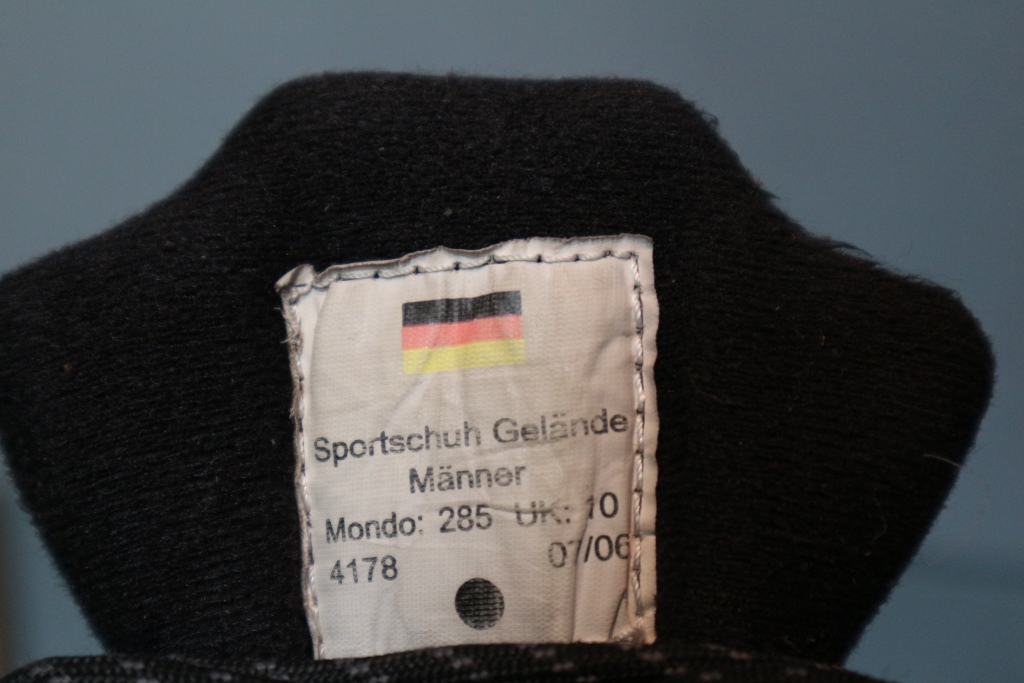 Sportschuh Gelände
Männer
Mondo: 285 UK: 10
4178 07/06